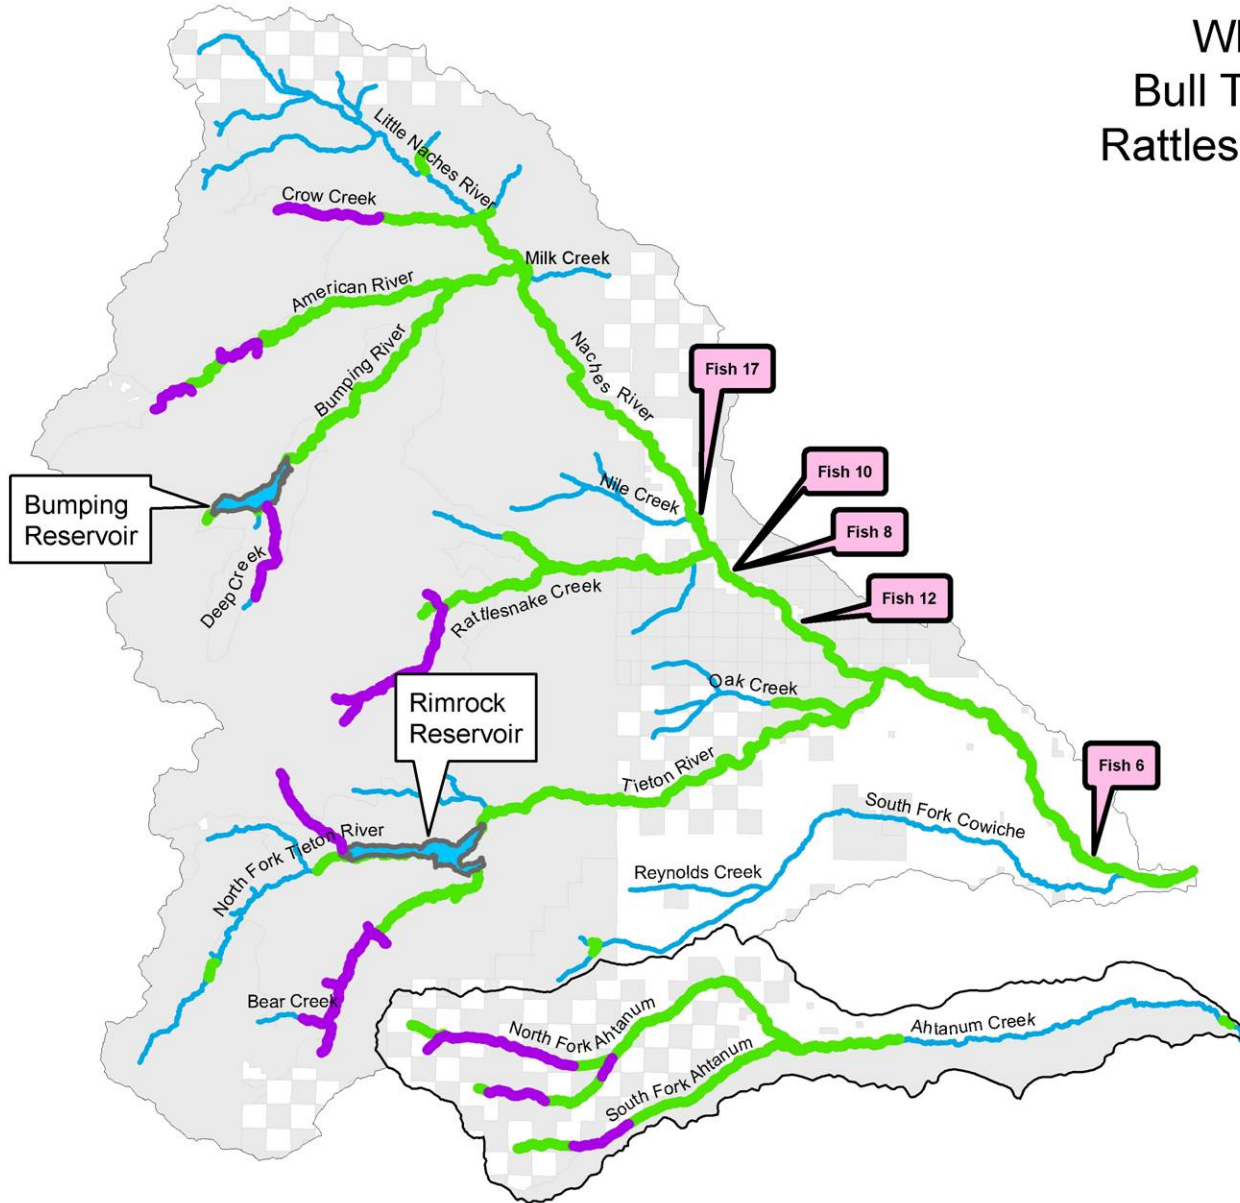 Bull
Little Naches River
Crow Creek
Milk Creek
American River
Bumping River
Naches River
Fish 17
Fish 10
Nile Creek
Bumping
Reservoir
Fish 8
Deep Creek
Rattlesnake Creek
Fish 12
Oak Creek
Rimrock
Reservoir
Tieton River
Fish 6
South Fork Cowiche
North Fork Tieton River
Reynolds Creek
Bear Creek
North Fork Ahtanum
Ahtanum Creek
South Fork Ahtanum